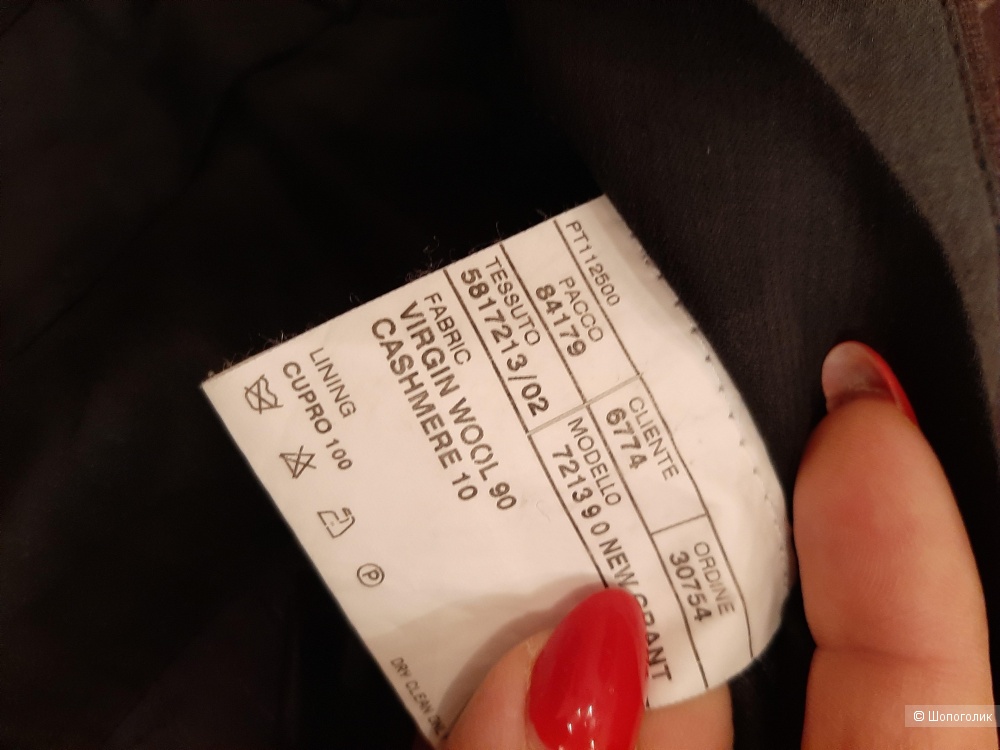 PT112500
PACCO
84179
CLIENTE
6774
ORDINE
30754
TESSUTO
5817213/02
MODELLO
721390 NEW GRANT
FABRIC
VIRGIN WOOL 90
CASHMERE 10
LINING
CUPRO 100
P
DRY CLEAN
© Шопоголик